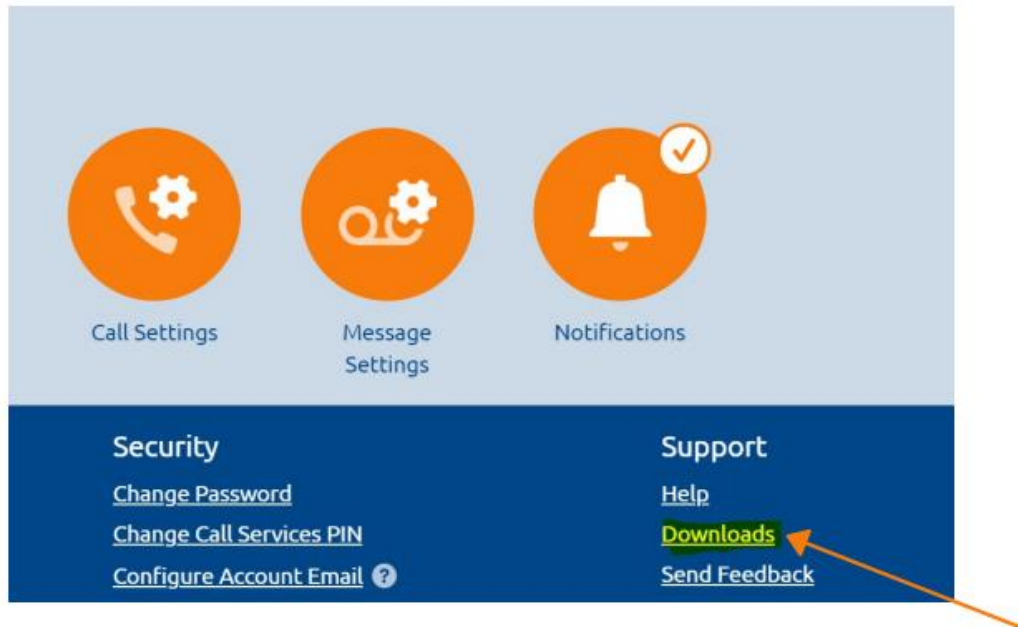 Call Settings
Message
Settings
Notifications
Security
Change Password
Change Call Services PIN
Configure Account Email ?
Support
Help
Downloads
Send Feedback